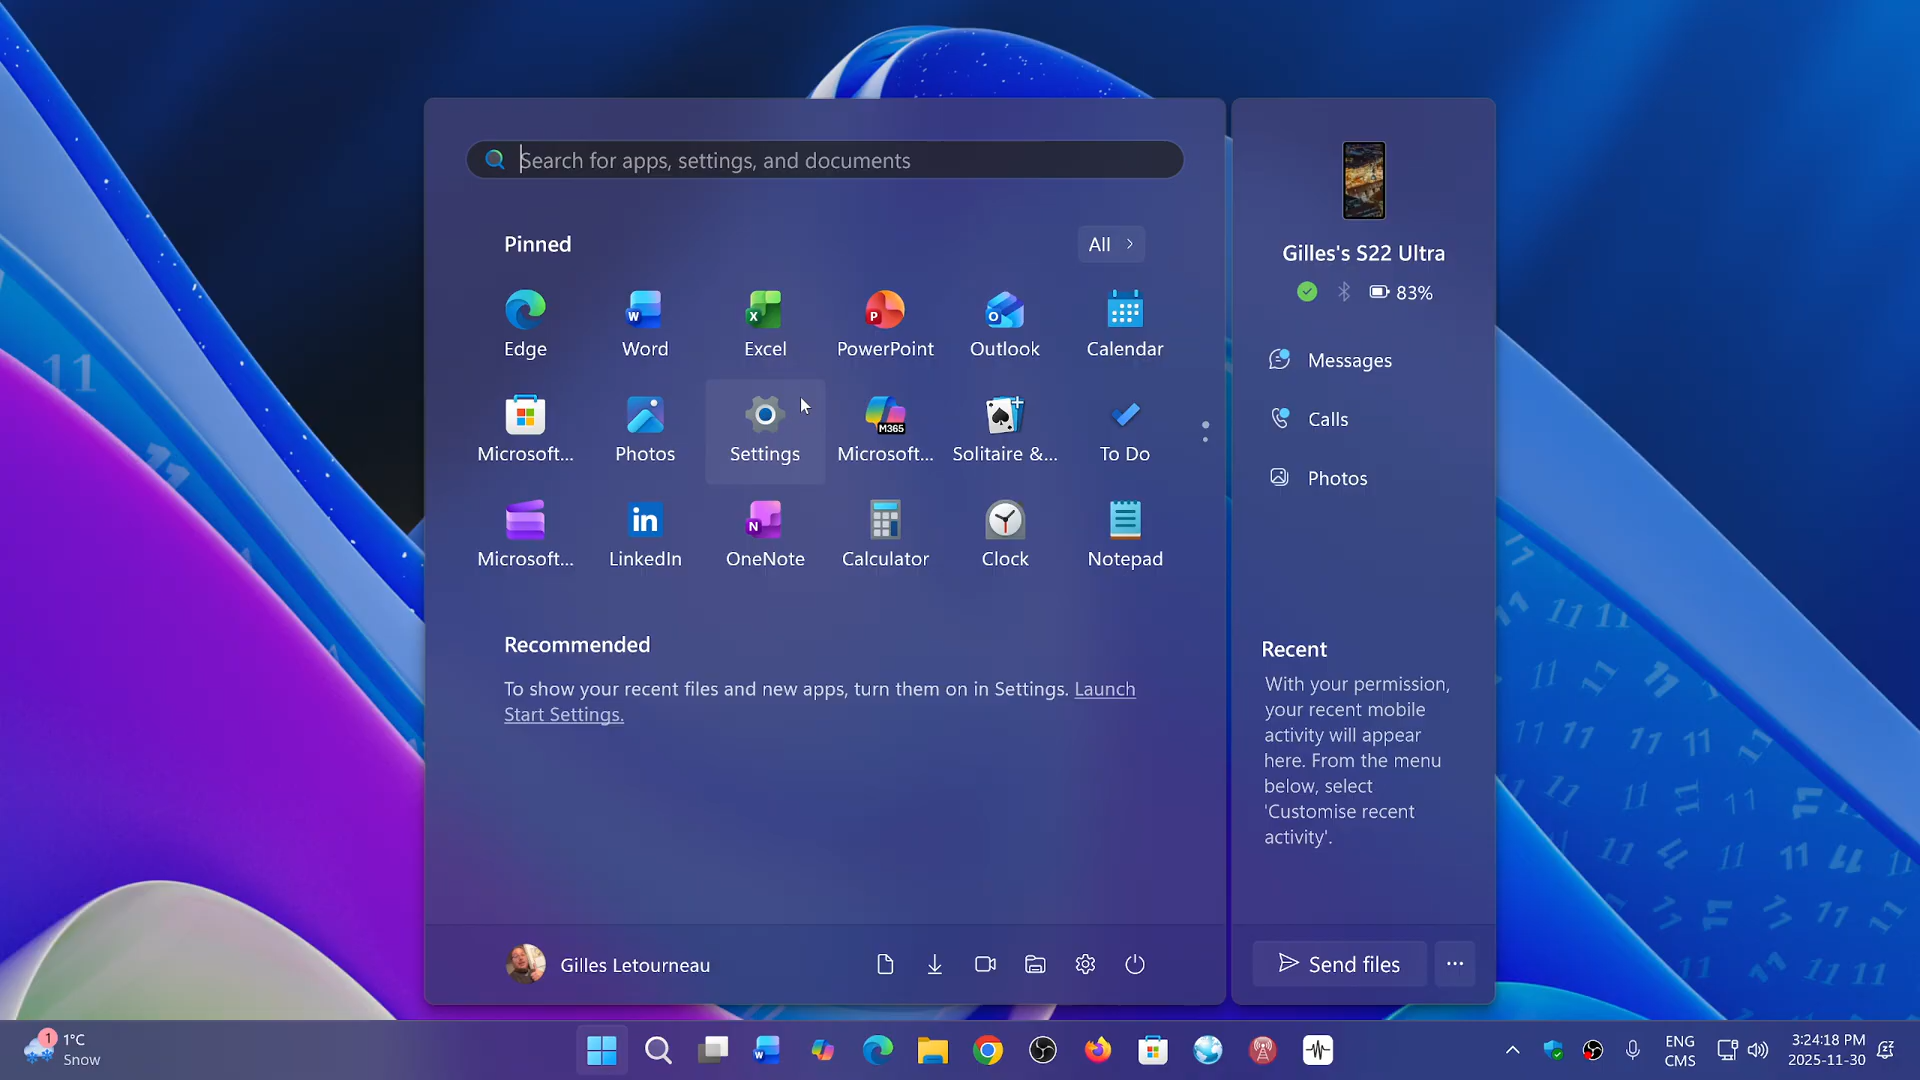 Search for apps, settings, and documents
Pinned
All
Edge
Word
Excel
PowerPoint
Outlook
Calendar
Microsoft...
Photos
Settings
M365
Microsoft...
Solitaire &...
To Do
Microsoft...
LinkedIn
OneNote
Calculator
Clock
Notepad
Recommended
To show your recent files and new apps, turn them on in Settings. Launch
Start Settings.
Gilles Letourneau
Gilles's S22 Ultra
83%
Messages
Calls
Photos
Recent
With your permission,
your recent mobile
activity will appear
here. From the menu
below, select
'Customise recent
activity'.
Send files
1
1°C
Snow
ENG
CMS
3:24:18 PM
2025-11-30